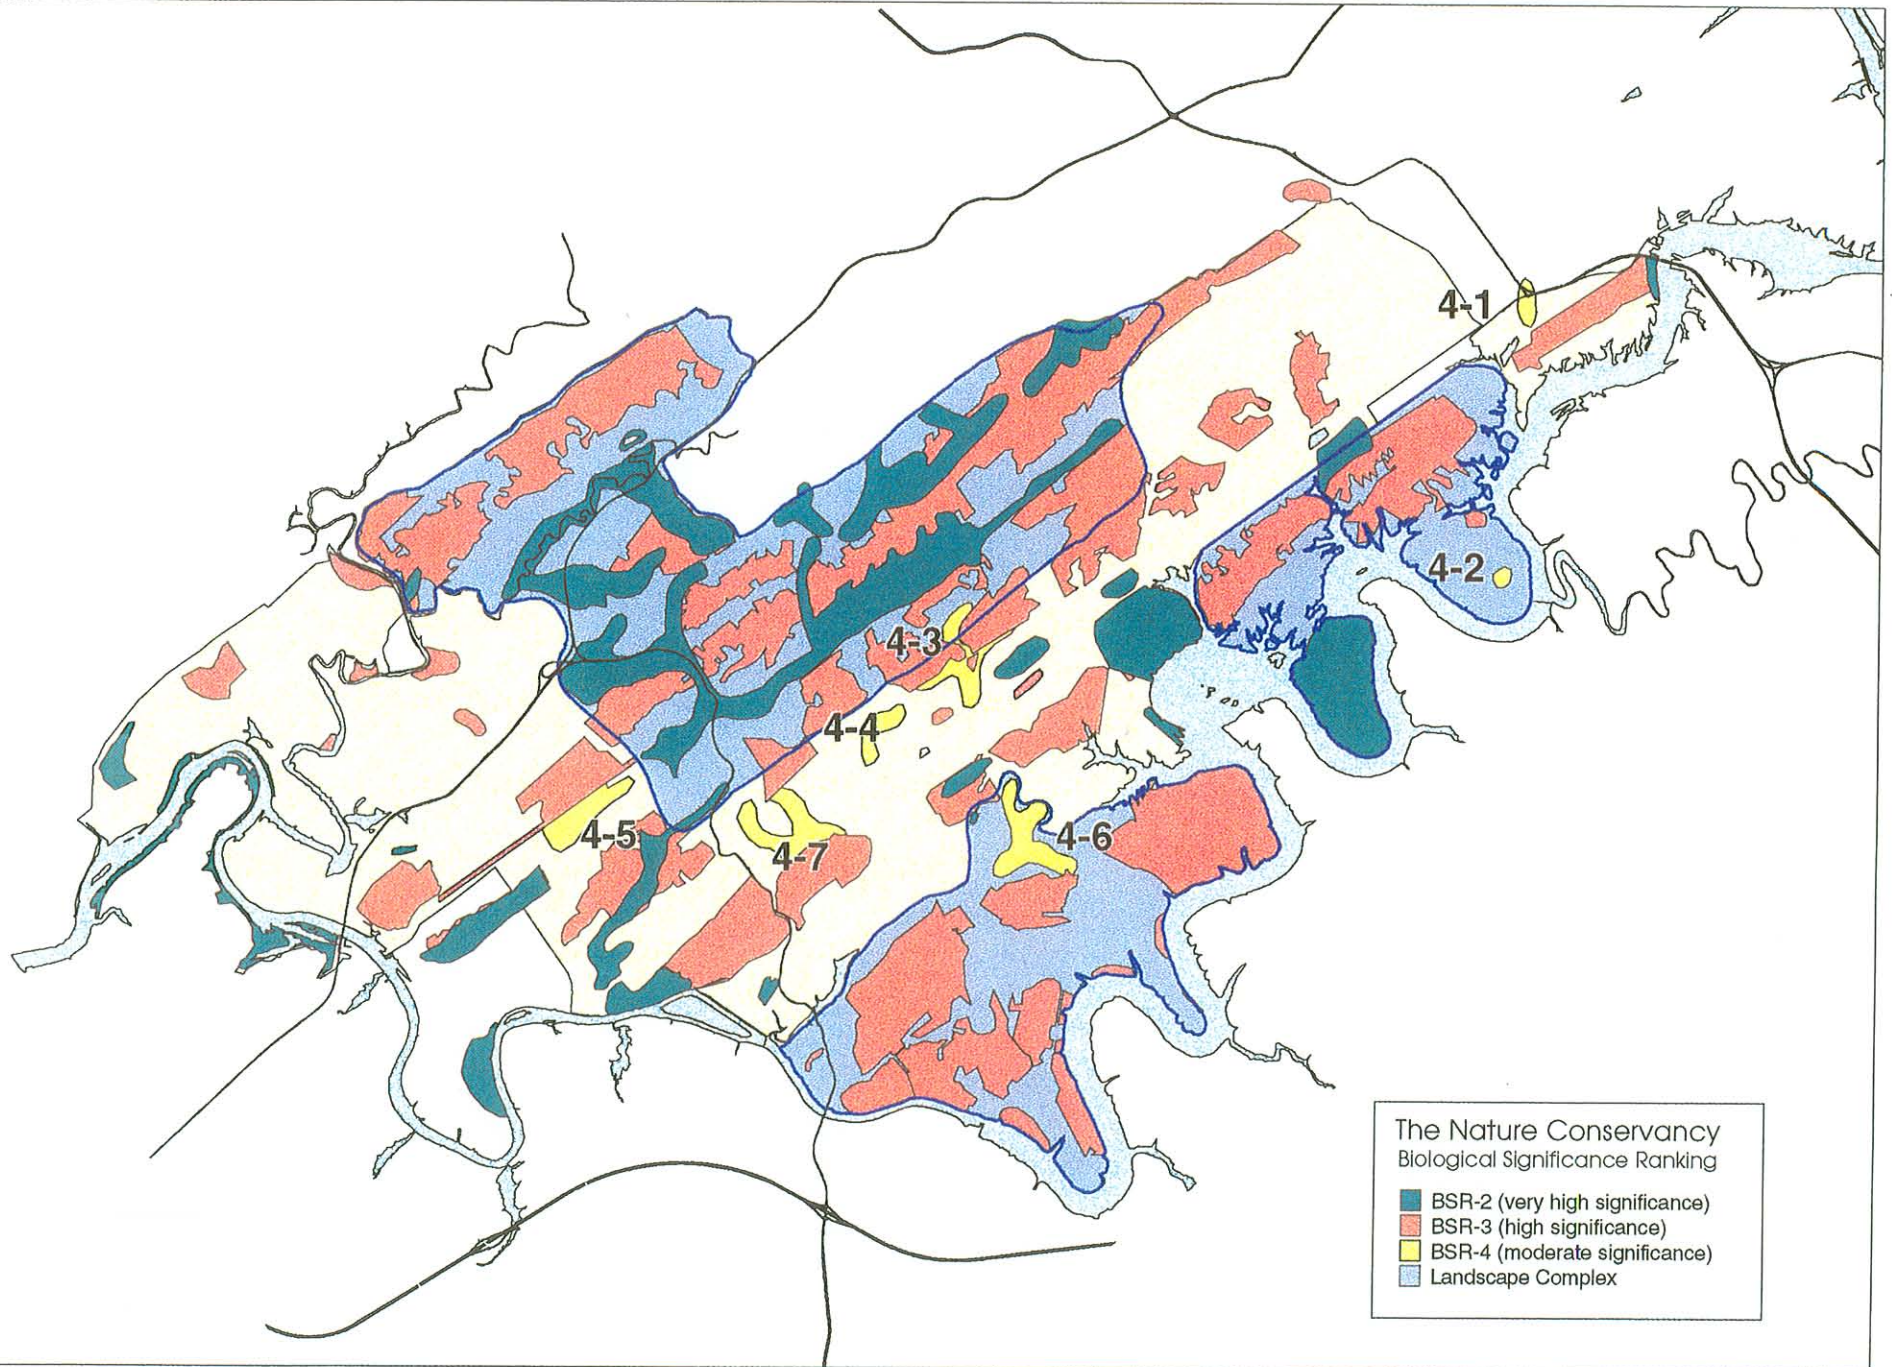 4-1
4-2
4-3
4-4
4-5
4-6
4-7
The Nature Conservancy
Biological Significance Ranking
BSR-2 (very high significance)
BSR-3 (high significance)
BSR-4 (moderate significance)
Landscape Complex